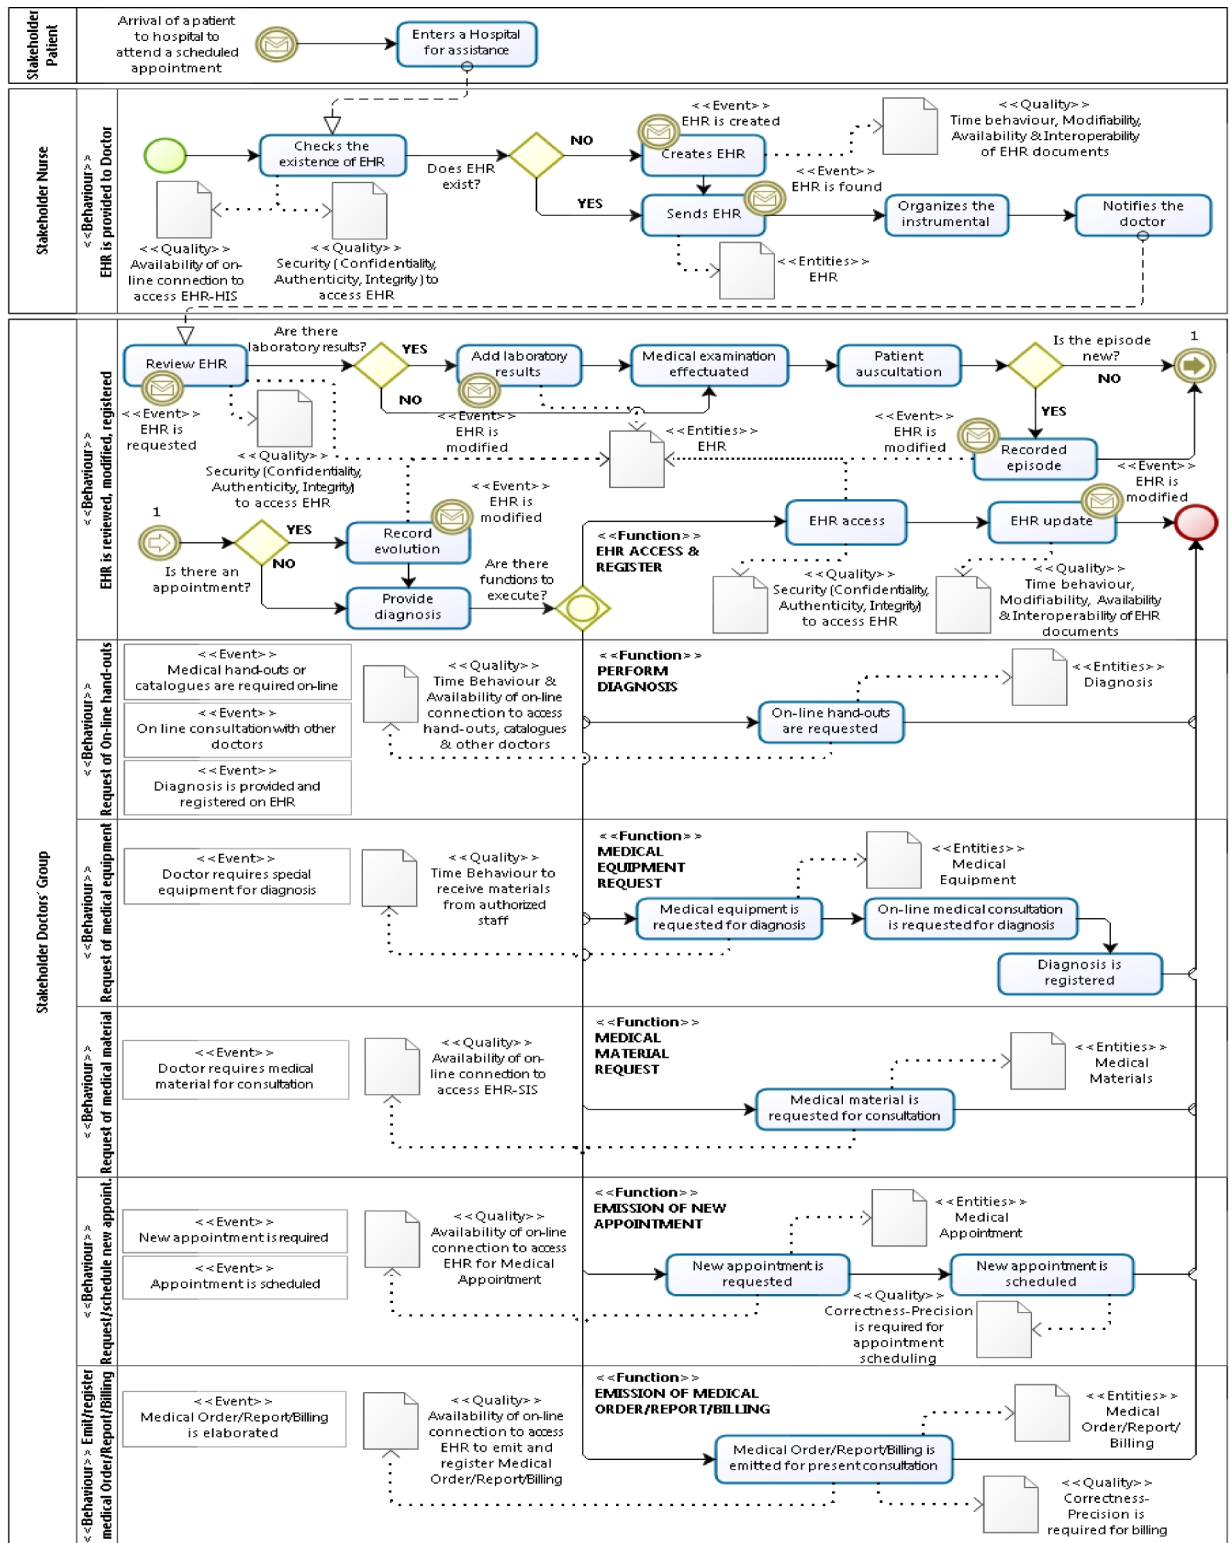 Stakeholder
Patient
Arrival of a patient
to hospital to
attend a scheduled
appointment
Enters a Hospital
for assistance
Stakeholder Nurse
<<Behaviour>>
EHR is provided to Doctor
Checks the
existence of EHR
Does EHR
exist?
NO
YES
<<Event>>
EHR is created
Creates EHR
<<Quality>>
Time behaviour, Modifiability,
Availability & Interoperability
of EHR documents
<<Event>>
EHR is found
Sends EHR
Organizes the
instrumental
Notifies the
doctor
<<Quality>>
Availability of on-
line connection to
access EHR-HIS
<<Quality>>
Security (Confidentiality,
Authenticity, Integrity) to
access EHR
<<Entities>>
EHR
Stakeholder Doctors´ Group
<<Behaviour>>
EHR is reviewed, modified, registered
Review EHR
Are there
laboratory results?
YES
NO
Add laboratory
results
Medical examination
effectuated
Patient
auscultation
Is the episode
new?
NO
YES
1
<<Event>>
EHR is
requested
<<Quality>>
Security (Confidentiality,
Authenticity, Integrity)
to access EHR
<<Event>>
EHR is
modified
<<Entities>>
EHR
<<Event>>
EHR is
modified
Recorded
episode
<<Event>>
EHR is
modified
1
Is there an
appointment?
YES
NO
Record
evolution
<<Event>>
EHR is
modified
Provide
diagnosis
Are there
functions to
execute?
<<Function>>
EHR ACCESS &
REGISTER
EHR access
EHR update
<<Quality>>
Security (Confidentiality,
Authenticity, Integrity)
to access EHR
<<Quality>>
Time behaviour,
Modifiability, Availability
& Interoperability of EHR
documents
<<Behaviour>>
Request of On-line hand-outs
<<Event>>
Medical hand-outs or
catalogues are required on-line
<<Event>>
On line consultation with other
doctors
<<Event>>
Diagnosis is provided and
registered on EHR
<<Quality>>
Time Behaviour &
Availability of on-line
connection to access
hand-outs, catalogues
& other doctors
<<Function>>
PERFORM
DIAGNOSIS
On-line hand-outs
are requested
<<Entities>>
Diagnosis
<<Behaviour>>
Request of medical equipment
<<Event>>
Doctor requires special
equipment for diagnosis
<<Quality>>
Time Behaviour to
receive materials
from authorized
staff
<<Function>>
MEDICAL
EQUIPMENT
REQUEST
Medical equipment is
requested for diagnosis
<<Entities>>
Medical
Equipment
On-line medical consultation
is requested for diagnosis
Diagnosis is
registered
<<Behaviour>>
Request of medical material
<<Event>>
Doctor requires medical
material for consultation
<<Quality>>
Availability of on-
line connection to
access EHR-SIS
<<Function>>
MEDICAL
MATERIAL
REQUEST
Medical material is
requested for consultation
<<Entities>>
Medical
Materials
<<Behaviour>>
Request/schedule new appoint.
<<Event>>
New appointment is required
<<Event>>
Appointment is scheduled
<<Quality>>
Availability of on-line
connection to access
EHR for Medical
Appointment
<<Function>>
EMISSION OF NEW
APPOINTMENT
New appointment is
requested
<<Entities>>
Medical
Appointment
New appointment is
scheduled
<<Quality>>
Correctness-Precision
is required for
appointment
scheduling
<<Behaviour>> Emit/register
medical Order/Report/Billing
<<Event>>
Medical Order/Report/Billing
is elaborated
<<Quality>>
Availability of on-line
connection to access
EHR to emit and
register Medical
Order/Report/Billing
<<Function>>
EMISSION OF MEDICAL
ORDER/REPORT/BILLING
Medical Order/Report/Billing is
emitted for present consultation
<<Entities>>
Medical
Order/Report/
Billing
<<Quality>>
Correctness-
Precision is
required for billing